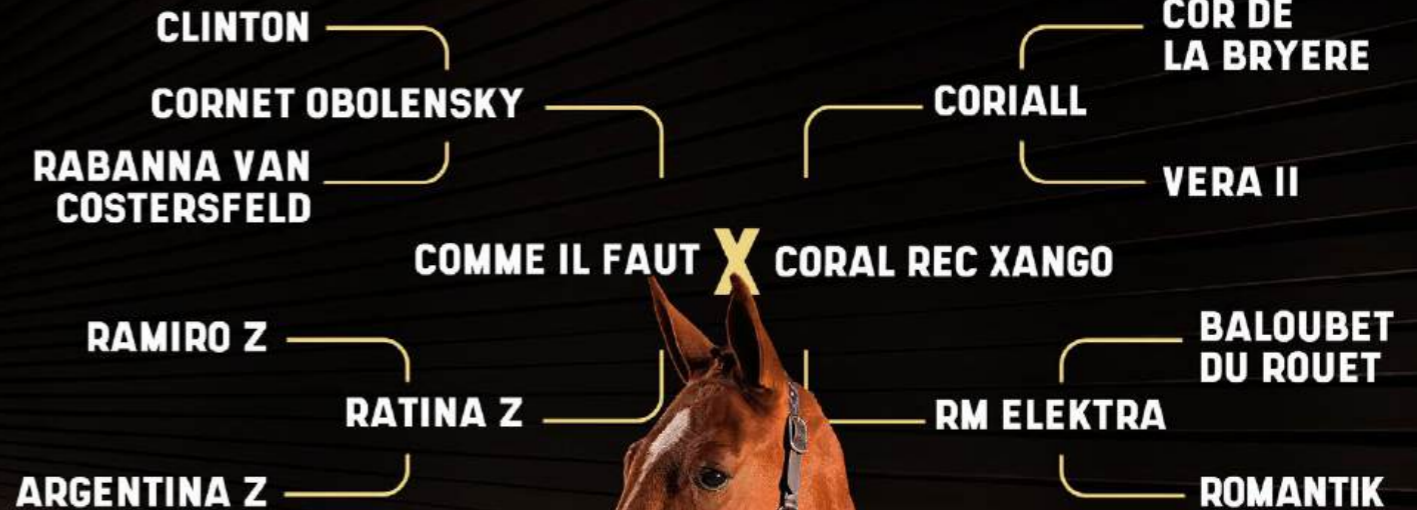 CLINTON
CORNET OBOLENSKY
RABANNA VAN
COSTERSFELD
COR DE
LA BRYERE
CORIALL
VERA II
COMME IL FAUT X CORAL REC XANGO
RAMIRO Z
RATINA Z
ARGENTINA Z
BALOUBET
DU ROUET
RM ELEKTRA
ROMANTIK